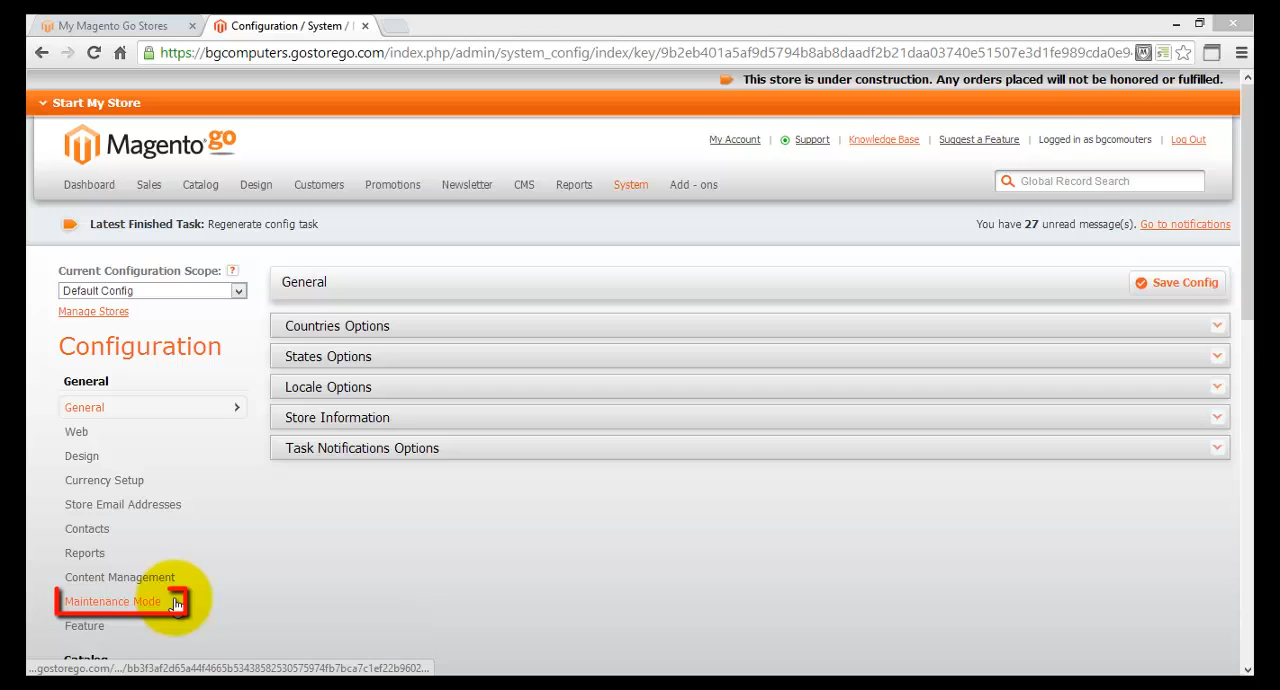 My Magento Go Stores
Configuration / System /
https://bgcomputers.gostorego.com/index.php/admin/system_config/index/key/9b2eb401a5af9d5794b8ab8daadf2b21daa03740e51507e3d1fe989cda0e9
This store is under construction. Any orders placed will not be honored or fulfilled.
Start My Store
Magento go
My Account | Support | Knowledge Base | Suggest a Feature | Logged in as bgcomouters | Log Out
Dashboard Sales Catalog Design Customers Promotions Newsletter CMS Reports System Add - ons
Global Record Search
Latest Finished Task: Regenerate config task
You have 27 unread message(s). Go to notifications
Current Configuration Scope: ?
Default Config
Manage Stores
Configuration
General
General
Web
Design
Currency Setup
Store Email Addresses
Contacts
Reports
Content Management
Maintenance Mode
Feature
Catalog
General
Save Config
Countries Options
States Options
Locale Options
Store Information
Task Notifications Options
...gostorego.com/.../bb3f3af2d65a44f4665b53438582530575974fb7bca7c1ef22b9602...